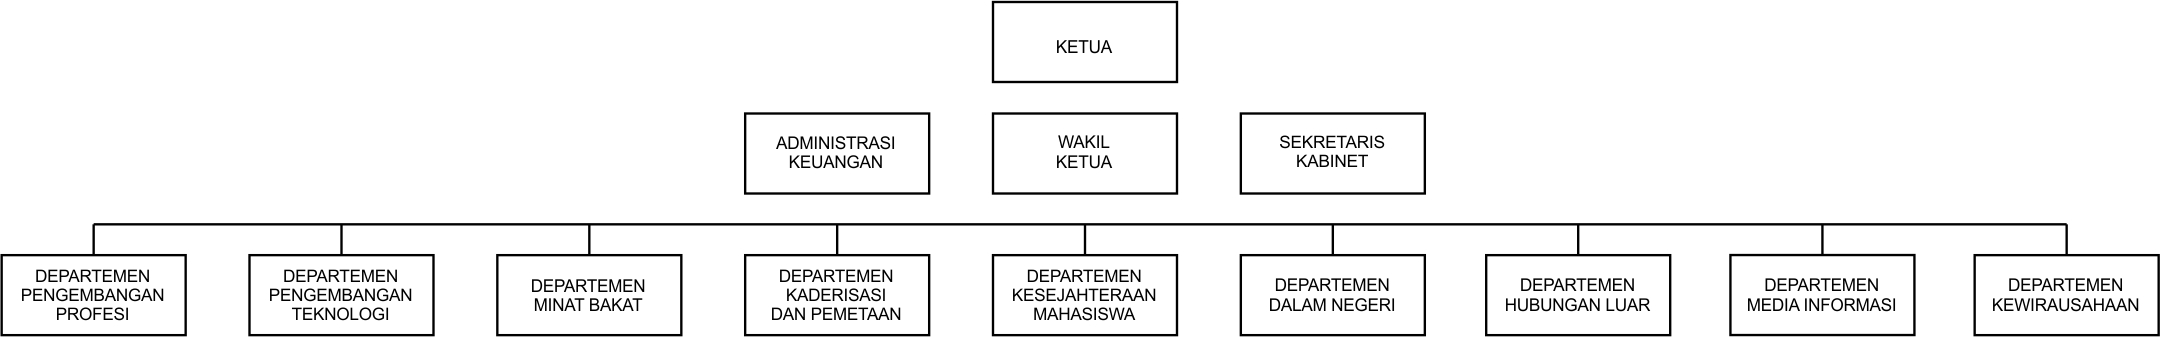 KETUA
ADMINISTRASI
KEUANGAN
WAKIL
KETUA
SEKRETARIS
KABINET
DEPARTEMEN
PENGEMBANGAN
PROFESI
DEPARTEMEN
PENGEMBANGAN
TEKNOLOGI
DEPARTEMEN
MINAT BAKAT
DEPARTEMEN
KADERISASI
DAN PEMETAAN
DEPARTEMEN
KESEJAHTERAAN
MAHASISWA
DEPARTEMEN
DALAM NEGERI
DEPARTEMEN
HUBUNGAN LUAR
DEPARTEMEN
MEDIA INFORMASI
DEPARTEMEN
KEWIRAUSAHAAN